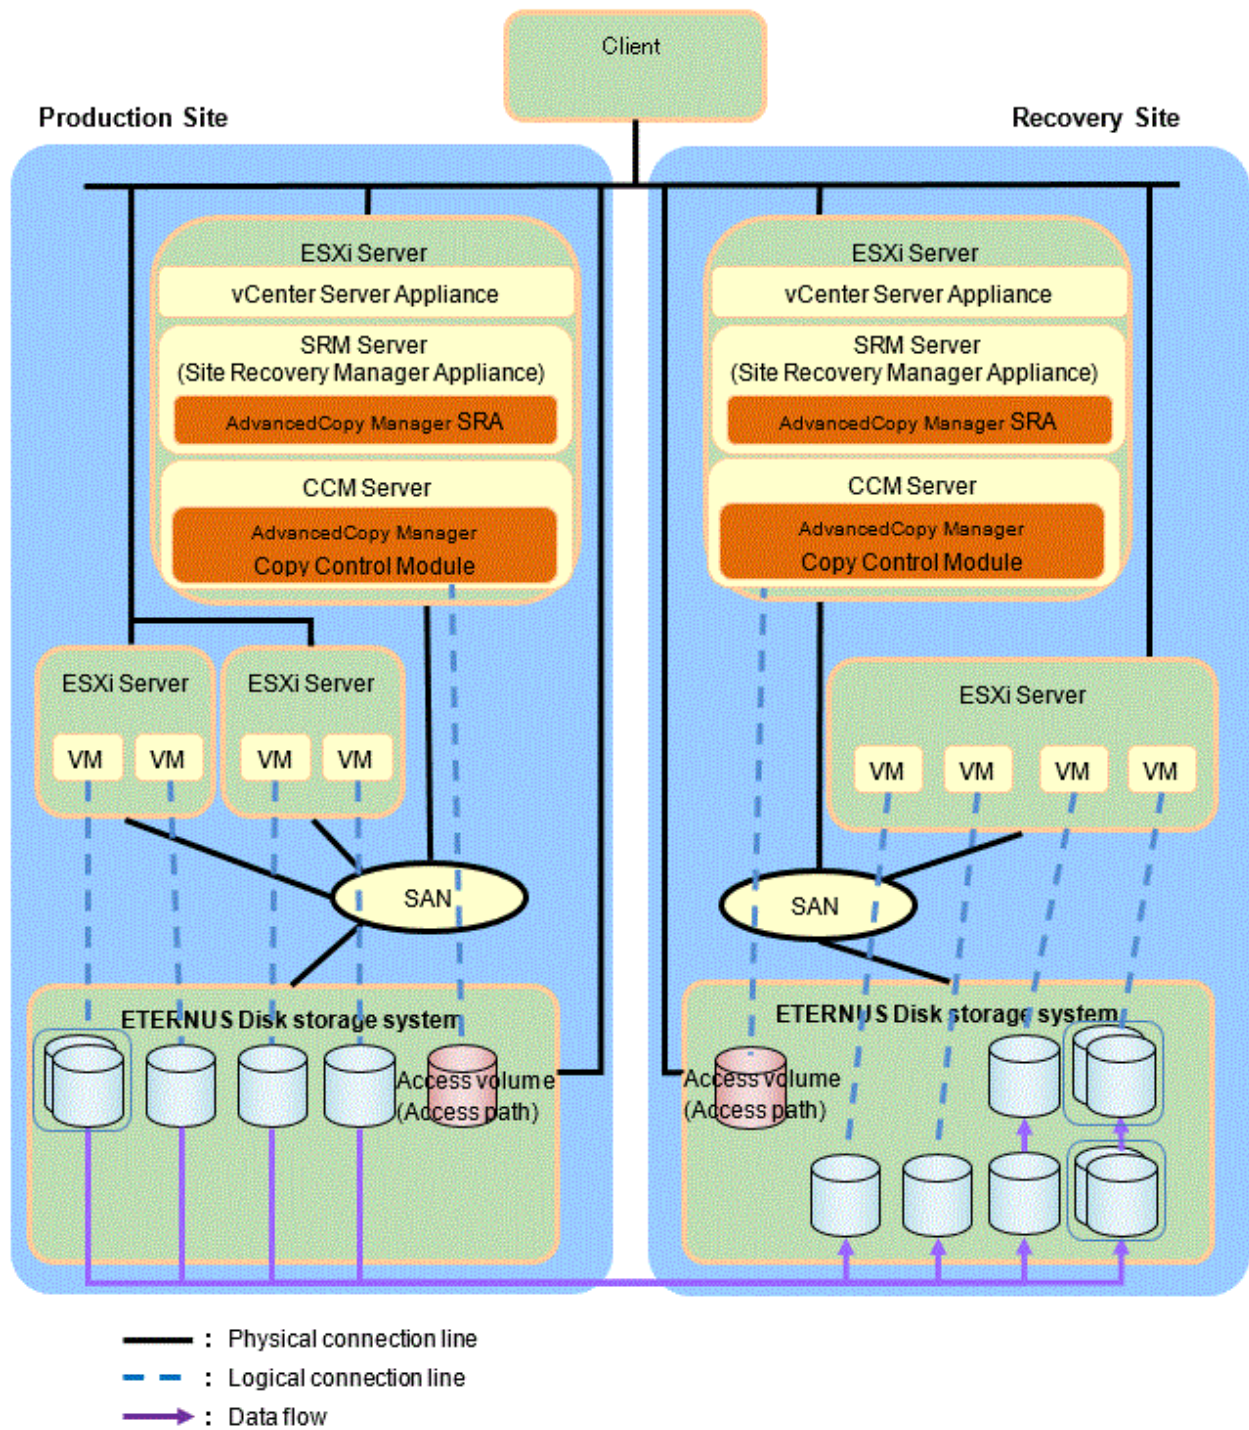 Client
Production Site
Recovery Site
ESXi Server
vCenter Server Appliance
SRM Server
(Site Recovery Manager Appliance)
AdvancedCopy Manager SRA
CCM Server
AdvancedCopy Manager
Copy Control Module
ESXi Server
vCenter Server Appliance
SRM Server
(Site Recovery Manager Appliance)
AdvancedCopy Manager SRA
CCM Server
AdvancedCopy Manager
Copy Control Module
ESXi Server
VM
VM
ESXi Server
VM
VM
ESXi Server
VM
VM
VM
VM
SAN
SAN
ETERNUS Disk storage system
Access volume
(Access path)
ETERNUS Disk storage system
Access volume
(Access path)
: Physical connection line
: Logical connection line
: Data flow